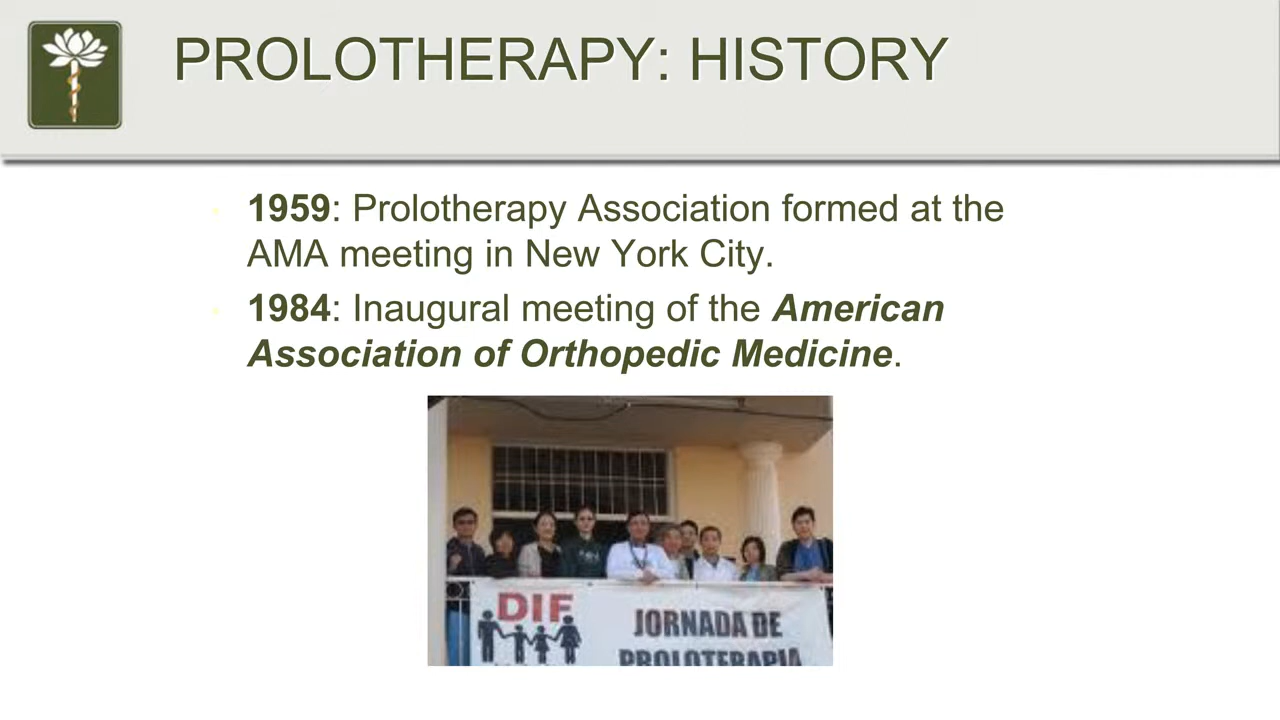 PROLOTHERAPY: HISTORY
1959: Prolotherapy Association formed at the
AMA meeting in New York City.
1984: Inaugural meeting of the American
Association of Orthopedic Medicine.
DIF
JORNADA DE
PROLOTERAPIA